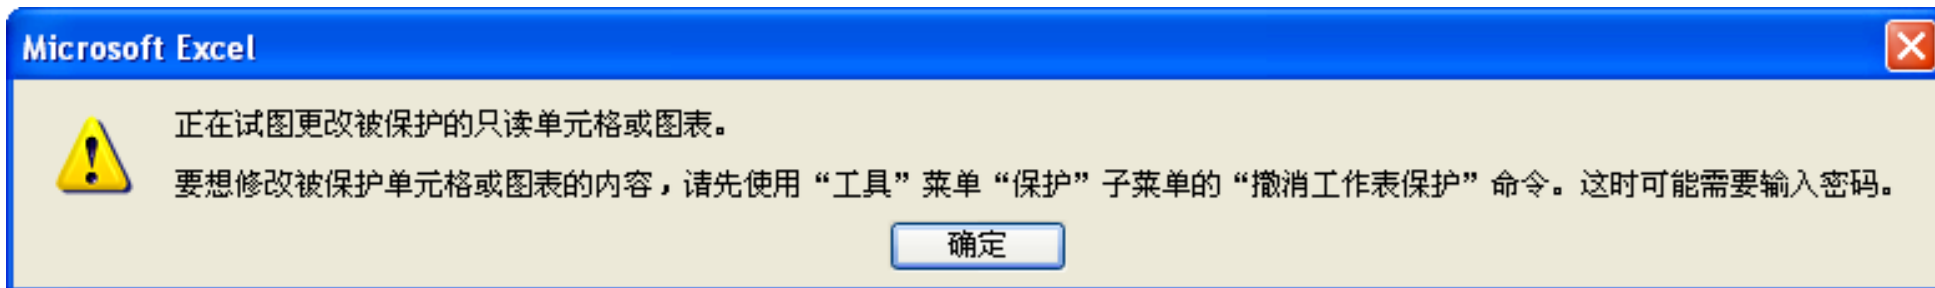 Microsoft Excel
正在试图更改被保护的只读单元格或图表。
要想修改被保护单元格或图表的内容，请先使用“工具”菜单“保护”子菜单的“撤消工作表保护”命令。这时可能需要输入密码。
确定